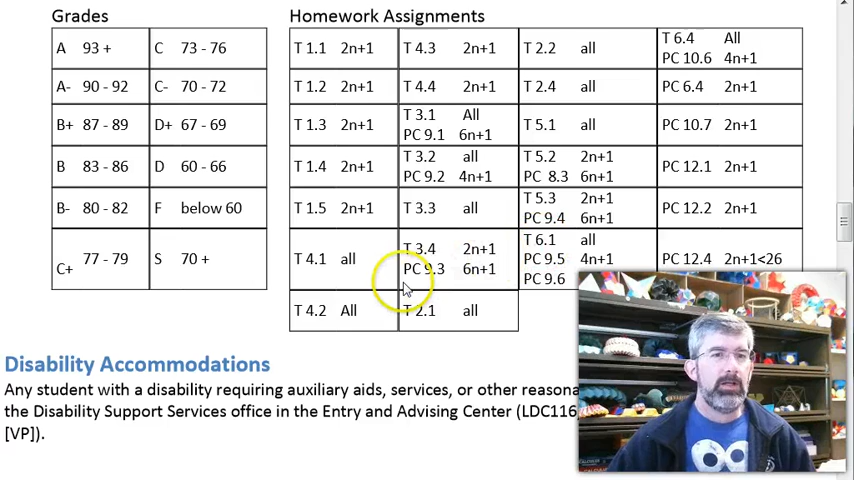 Grades
A 93 + C 73 - 76
A- 90 - 92 C- 70 - 72
B+ 87 - 89 D+ 67 - 69
B 83 - 86 D 60 - 66
B- 80 - 82 F below 60
C+ 77 - 79 S 70 +
Homework Assignments
T 1.1 2n+1 T 4.3 2n+1 T 2.2 all T 6.4 All
PC 10.6 4n+1
T 1.2 2n+1 T 4.4 2n+1 T 2.4 all PC 6.4 2n+1
T 1.3 2n+1 T 3.1 All T 5.1 all PC 10.7 2n+1
PC 9.1 6n+1
T 1.4 2n+1 T 3.2 all T 5.2 2n+1 PC 12.1 2n+1
PC 9.2 4n+1 PC 8.3 6n+1
T 1.5 2n+1 T 3.3 all T 5.3 2n+1 PC 12.2 2n+1
PC 9.4 6n+1
T 4.1 all T 3.4 2n+1 T 6.1 all PC 12.4 2n+1<26
PC 9.3 6n+1 PC 9.5 4n+1
PC 9.6
T 4.2 All T 2.1 all
Disability Accommodations
Any student with a disability requiring auxiliary aids, services, or other
the Disability Support Services office in the Entry and Advising Center (LDC116
[VP]).